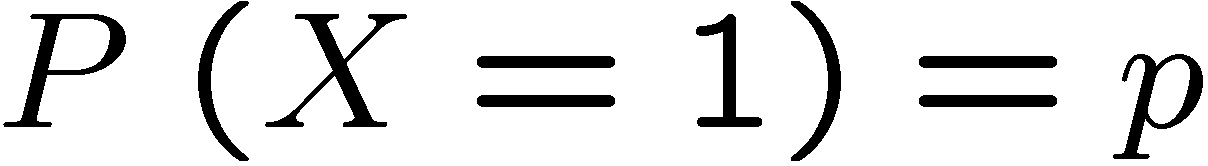 P (X = 1) = p